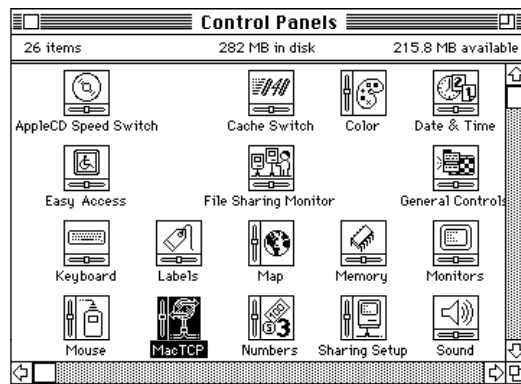 Control Panels
26 items 282 MB in disk 215.8 MB available
AppleCD Speed Switch Cache Switch Color Date & Time
Easy Access File Sharing Monitor General Controls
Keyboard Labels Map Memory Monitors
Mouse MacTCP Numbers Sharing Setup Sound